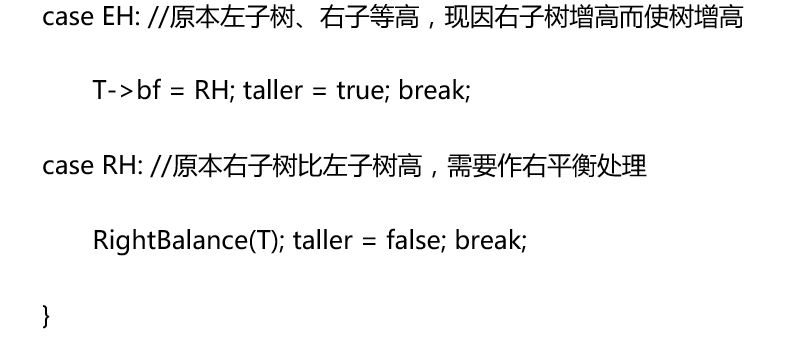 case EH: //原本左子树、右子等高，现因右子树增高而使树增高
T->bf = RH; taller = true; break;
case RH: //原本右子树比左子树高，需要作右平衡处理
RightBalance(T); taller = false; break;
}